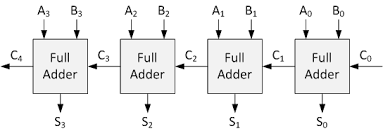 A₃ B₃ A₂ B₂ A₁ B₁ A₀ B₀
C₄ Full Adder C₃ Full Adder C₂ Full Adder C₁ Full Adder C₀
S₃ S₂ S₁ S₀